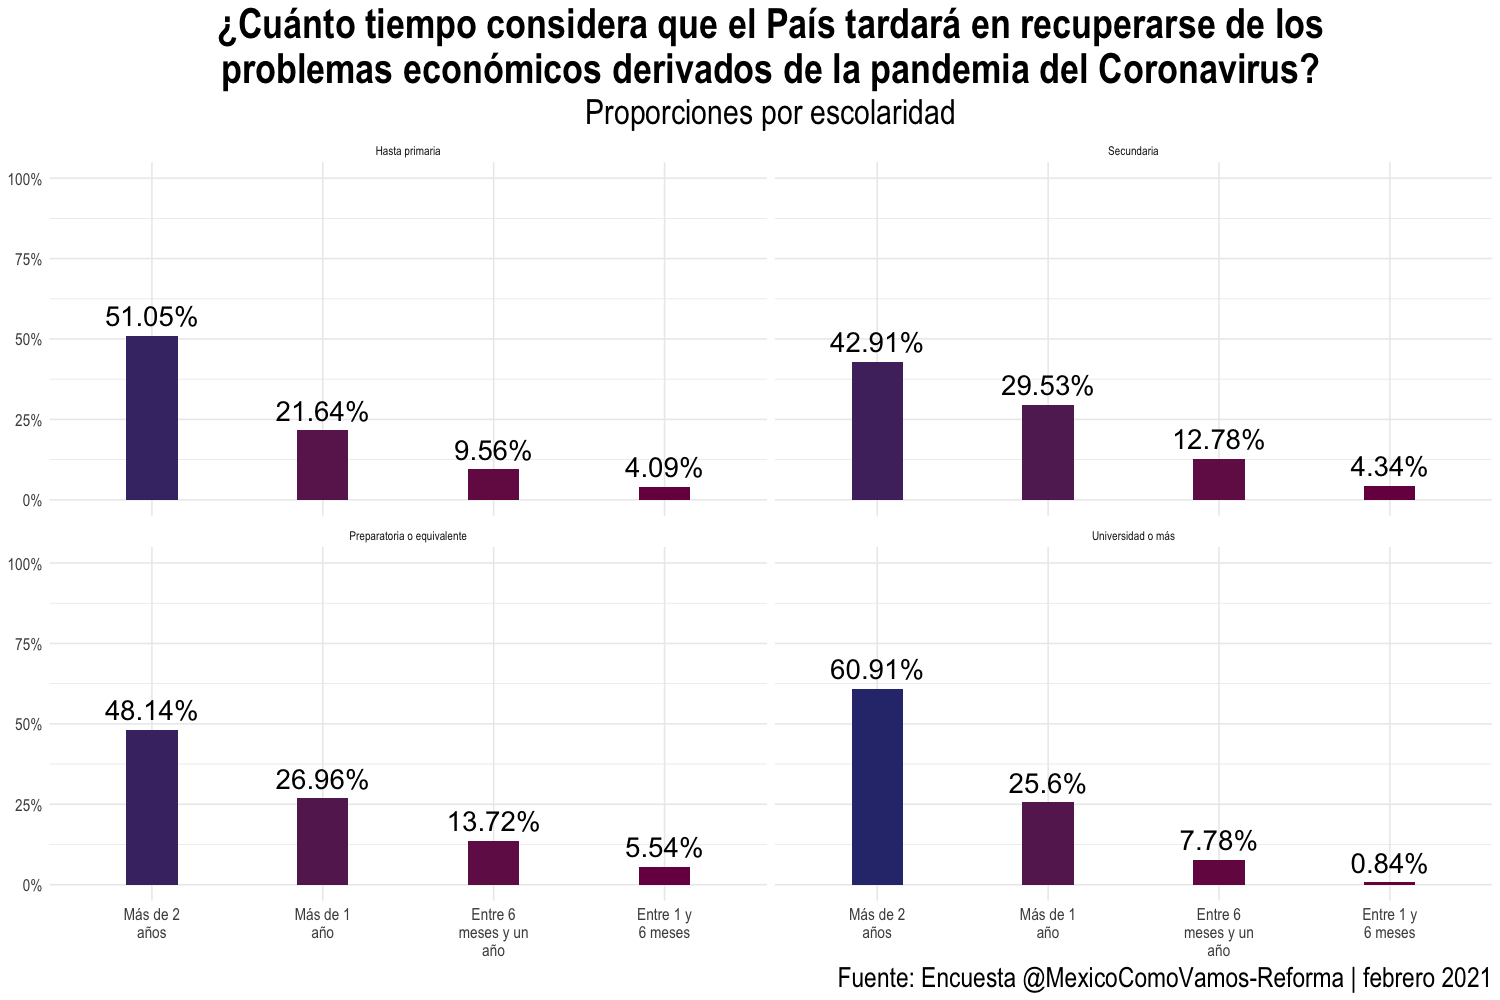 ¿Cuánto tiempo considera que el País tardará en recuperarse de los
problemas económicos derivados de la pandemia del Coronavirus?
Proporciones por escolaridad
Hasta primaria
100%
75%
50%
25%
0%
51.05%
21.64%
9.56%
4.09%
Secundaria
42.91%
29.53%
12.78%
4.34%
Preparatoria o equivalente
100%
75%
50%
25%
0%
48.14%
26.96%
13.72%
5.54%
Más de 2
años
Más de 1
año
Entre 6
meses y un
año
Entre 1 y
6 meses
Universidad o más
60.91%
25.6%
7.78%
0.84%
Más de 2
años
Más de 1
año
Entre 6
meses y un
año
Entre 1 y
6 meses
Fuente: Encuesta @MexicoComoVamos-Reforma | febrero 2021